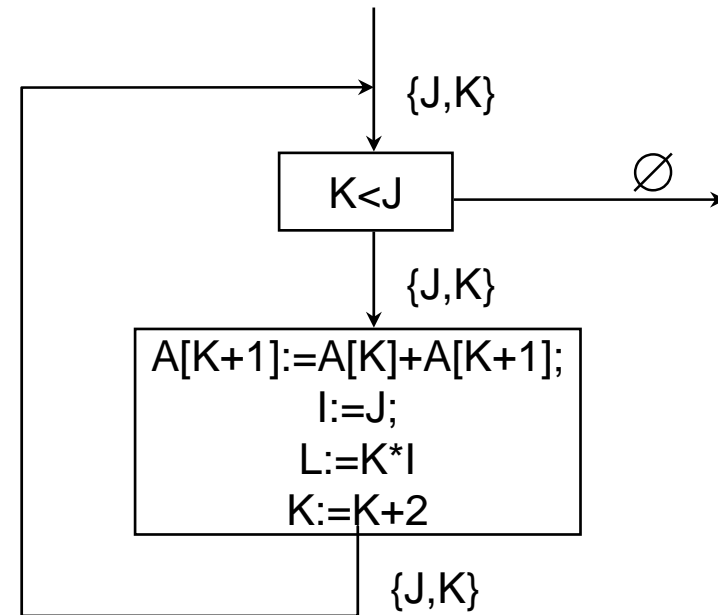 {J,K}
K<J
∅
{J,K}
A[K+1]:=A[K]+A[K+1];
I:=J;
L:=K*I
K:=K+2
{J,K}